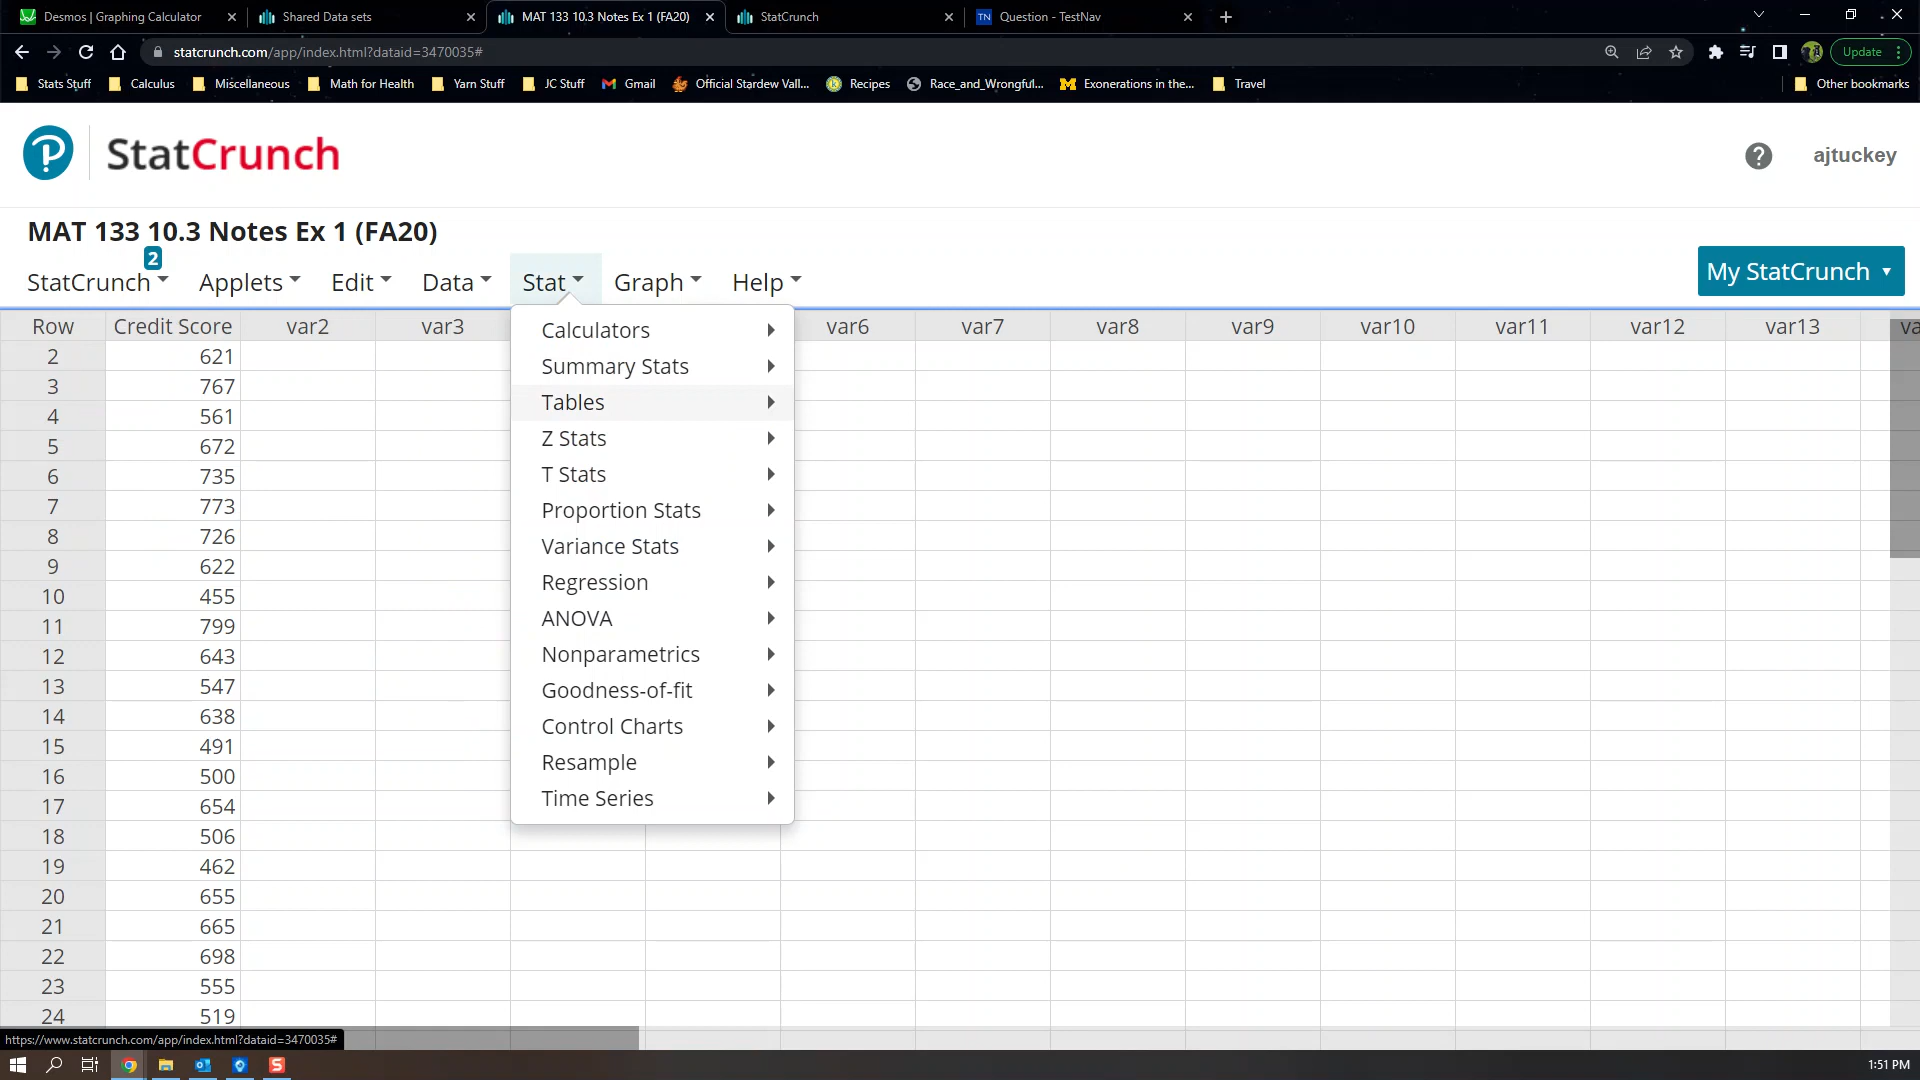 Desmos | Graphing Calculator
Shared Data sets
MAT 133 10.3 Notes Ex 1 (FA20)
StatCrunch
TN Question - TestNav
statcrunch.com/app/index.html?dataid=3470035#
Update
Stats Stuff
Calculus
Miscellaneous
Math for Health
Yarn Stuff
JC Stuff
Gmail
Official Stardew Vall...
Recipes
Race_and_Wrongful...
Exonerations in the...
Travel
Other bookmarks
P StatCrunch
? ajtuckey
MAT 133 10.3 Notes Ex 1 (FA20)
2
StatCrunch Applets Edit Data Stat Graph Help
My StatCrunch
Row Credit Score var2 var3 var6 var7 var8 var9 var10 var11 var12 var13 va
2 621
3 767
4 561
5 672
6 735
7 773
8 726
9 622
10 455
11 799
12 643
13 547
14 638
15 491
16 500
17 654
18 506
19 462
20 655
21 665
22 698
23 555
24 519
Calculators
Summary Stats
Tables
Z Stats
T Stats
Proportion Stats
Variance Stats
Regression
ANOVA
Nonparametrics
Goodness-of-fit
Control Charts
Resample
Time Series
https://www.statcrunch.com/app/index.html?dataid=3470035#
S
1:51 PM